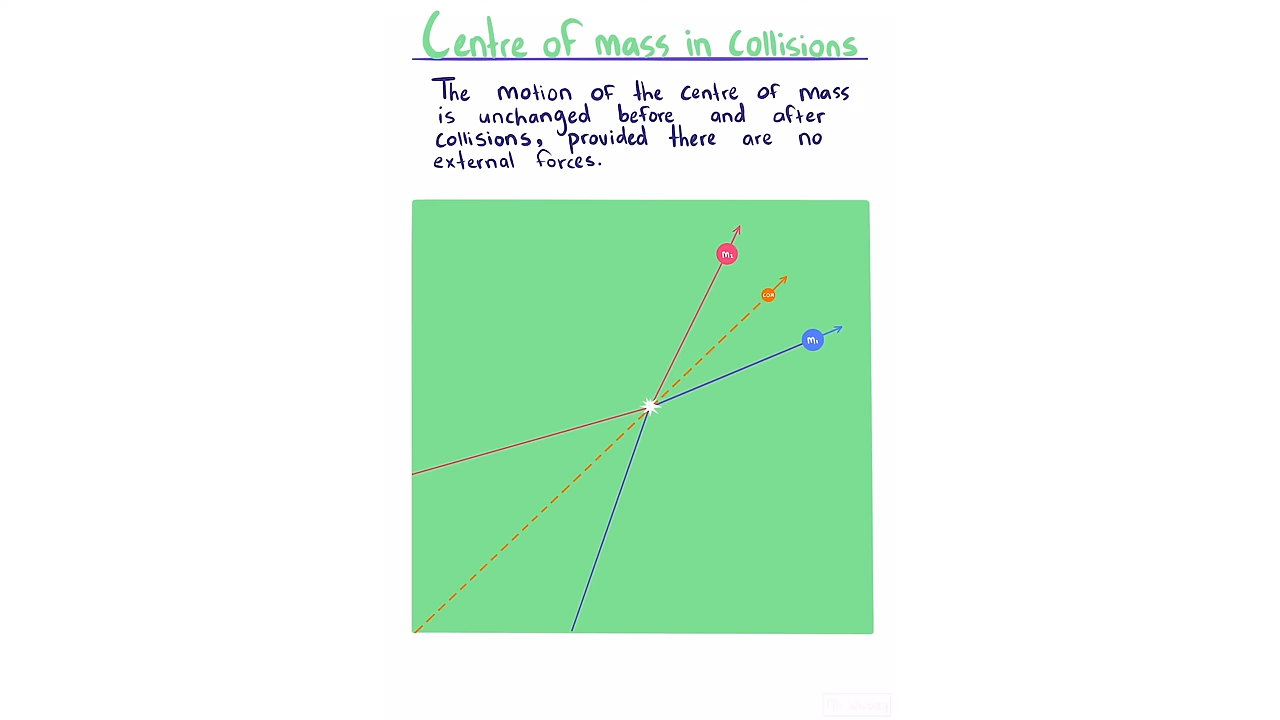 Centre of mass in Collisions
The motion of the centre of mass
is unchanged before and after
collisions, provided there are no
external forces.
m₂
COM
m₁